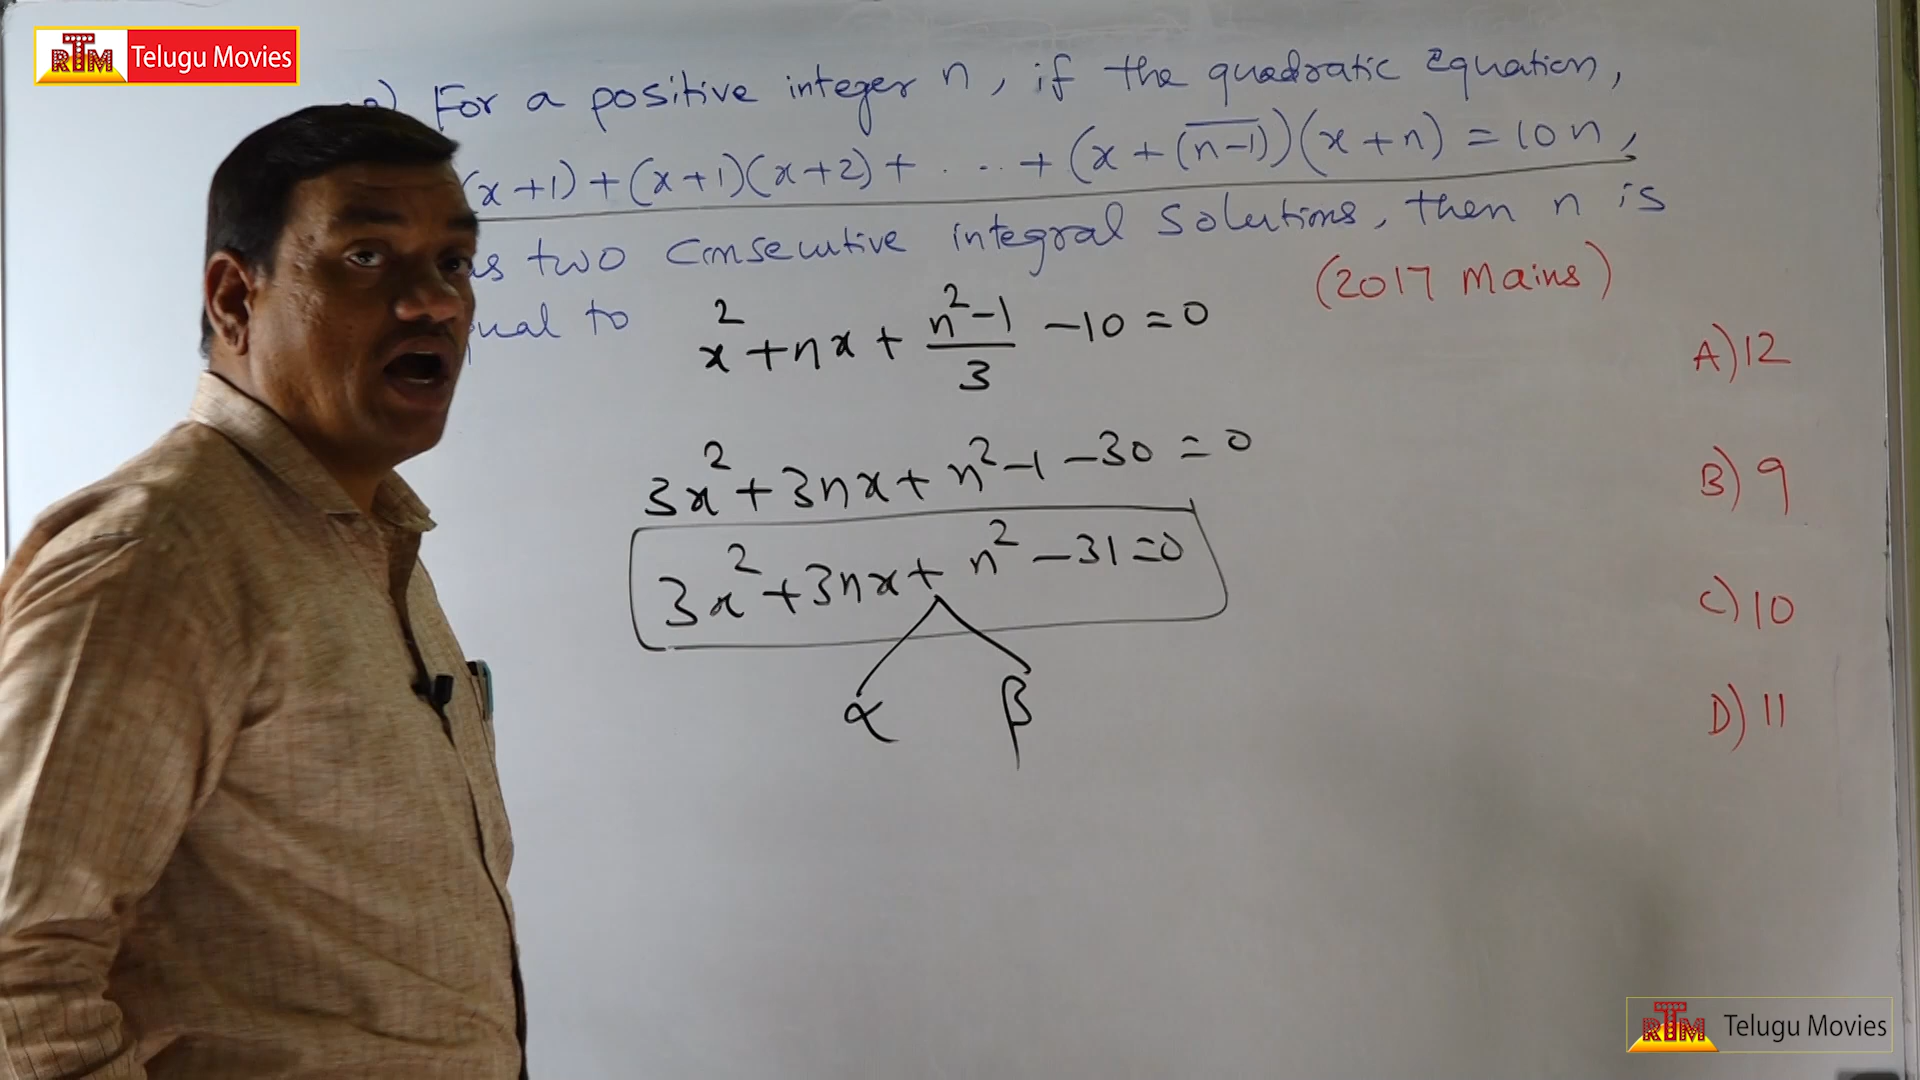 RTM Telugu Movies
For a positive integer n, if the quadratic Equation,
(x+1)+(x+1)(x+2)+.....+(x+(n-1))(x+n)=10n,
two consecutive integral solutions, then n is
to
(2017 Mains)
x²+nx+(n²-1)/3-10=0
3x²+3nx+n²-1-30=0
3x²+3nx+n²-31=0
α β
A) 12
B) 9
C) 10
D) 11
RTM Telugu Movies